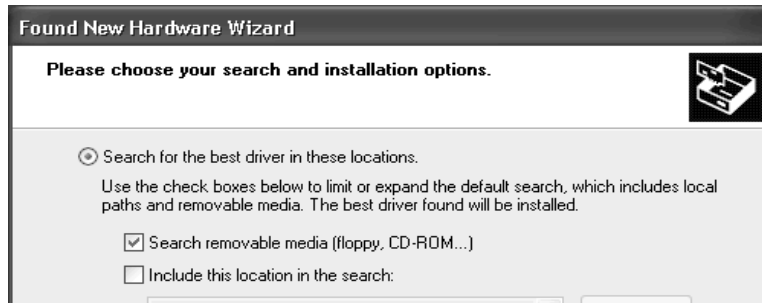 Found New Hardware Wizard
Please choose your search and installation options.
Search for the best driver in these locations.
Use the check boxes below to limit or expand the default search, which includes local
paths and removable media. The best driver found will be installed.
Search removable media (floppy, CD-ROM...)
Include this location in the search: